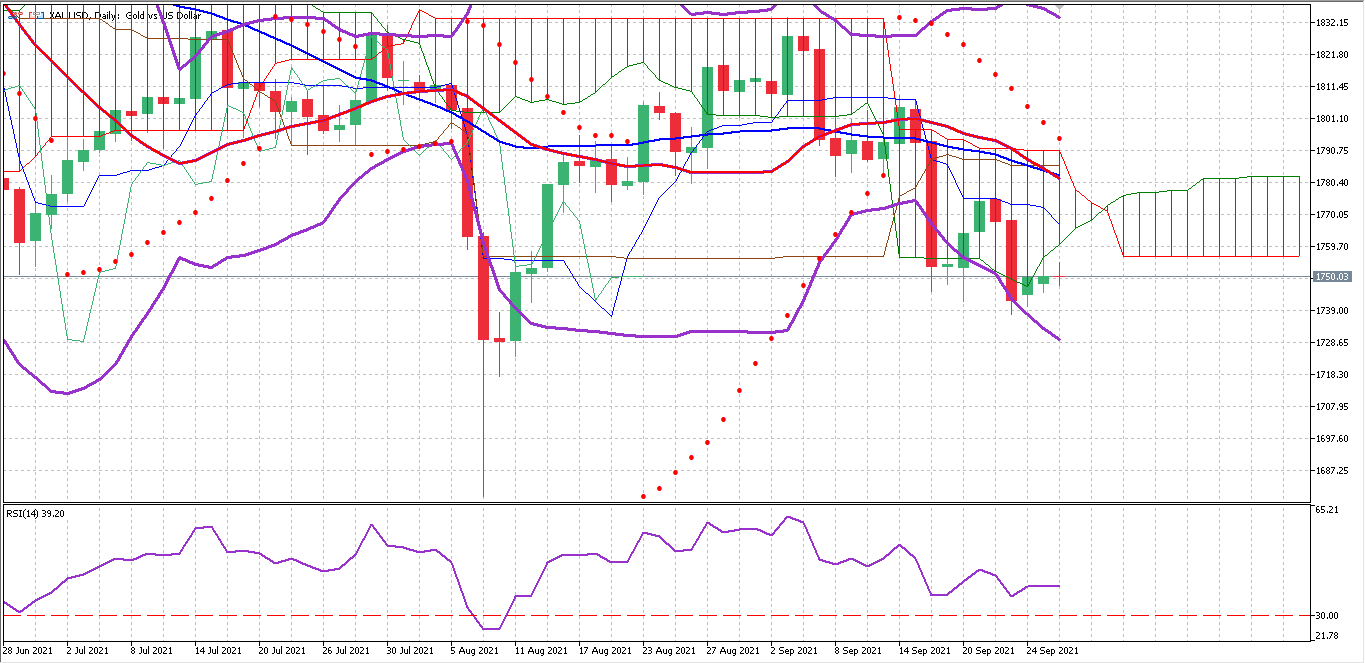 XAUUSD, Daily: Gold vs US Dollar
1832.15
1821.80
1811.45
1801.10
1790.75
1780.40
1770.05
1759.70
1750.03
1739.00
1728.65
1718.30
1707.95
1697.60
1687.25
RSI(14) 39.20
65.21
30.00
21.78
28 Jun 2021
2 Jul 2021
8 Jul 2021
14 Jul 2021
20 Jul 2021
26 Jul 2021
30 Jul 2021
5 Aug 2021
11 Aug 2021
17 Aug 2021
23 Aug 2021
27 Aug 2021
2 Sep 2021
8 Sep 2021
14 Sep 2021
20 Sep 2021
24 Sep 2021